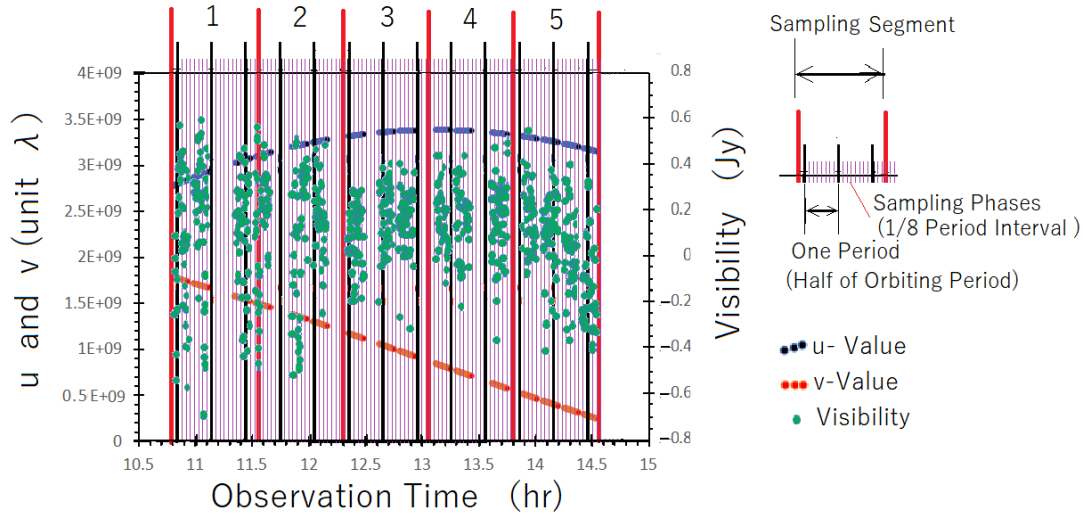 1 2 3 4 5
Sampling Segment
4E+09
3.5E+09
3E+09
2.5E+09
2E+09
1.5E+09
1E+09
0.5E+09
0
u and v (unit λ)
0.8
0.6
0.4
0.2
0
−0.2
−0.4
−0.6
−0.8
Visibility (Jy)
10.5 11 11.5 12 12.5 13 13.5 14 14.5 15
Observation Time (hr)
Sampling Phases
(1/8 Period Interval )
One Period
(Half of Orbiting Period)
u- Value
v-Value
Visibility